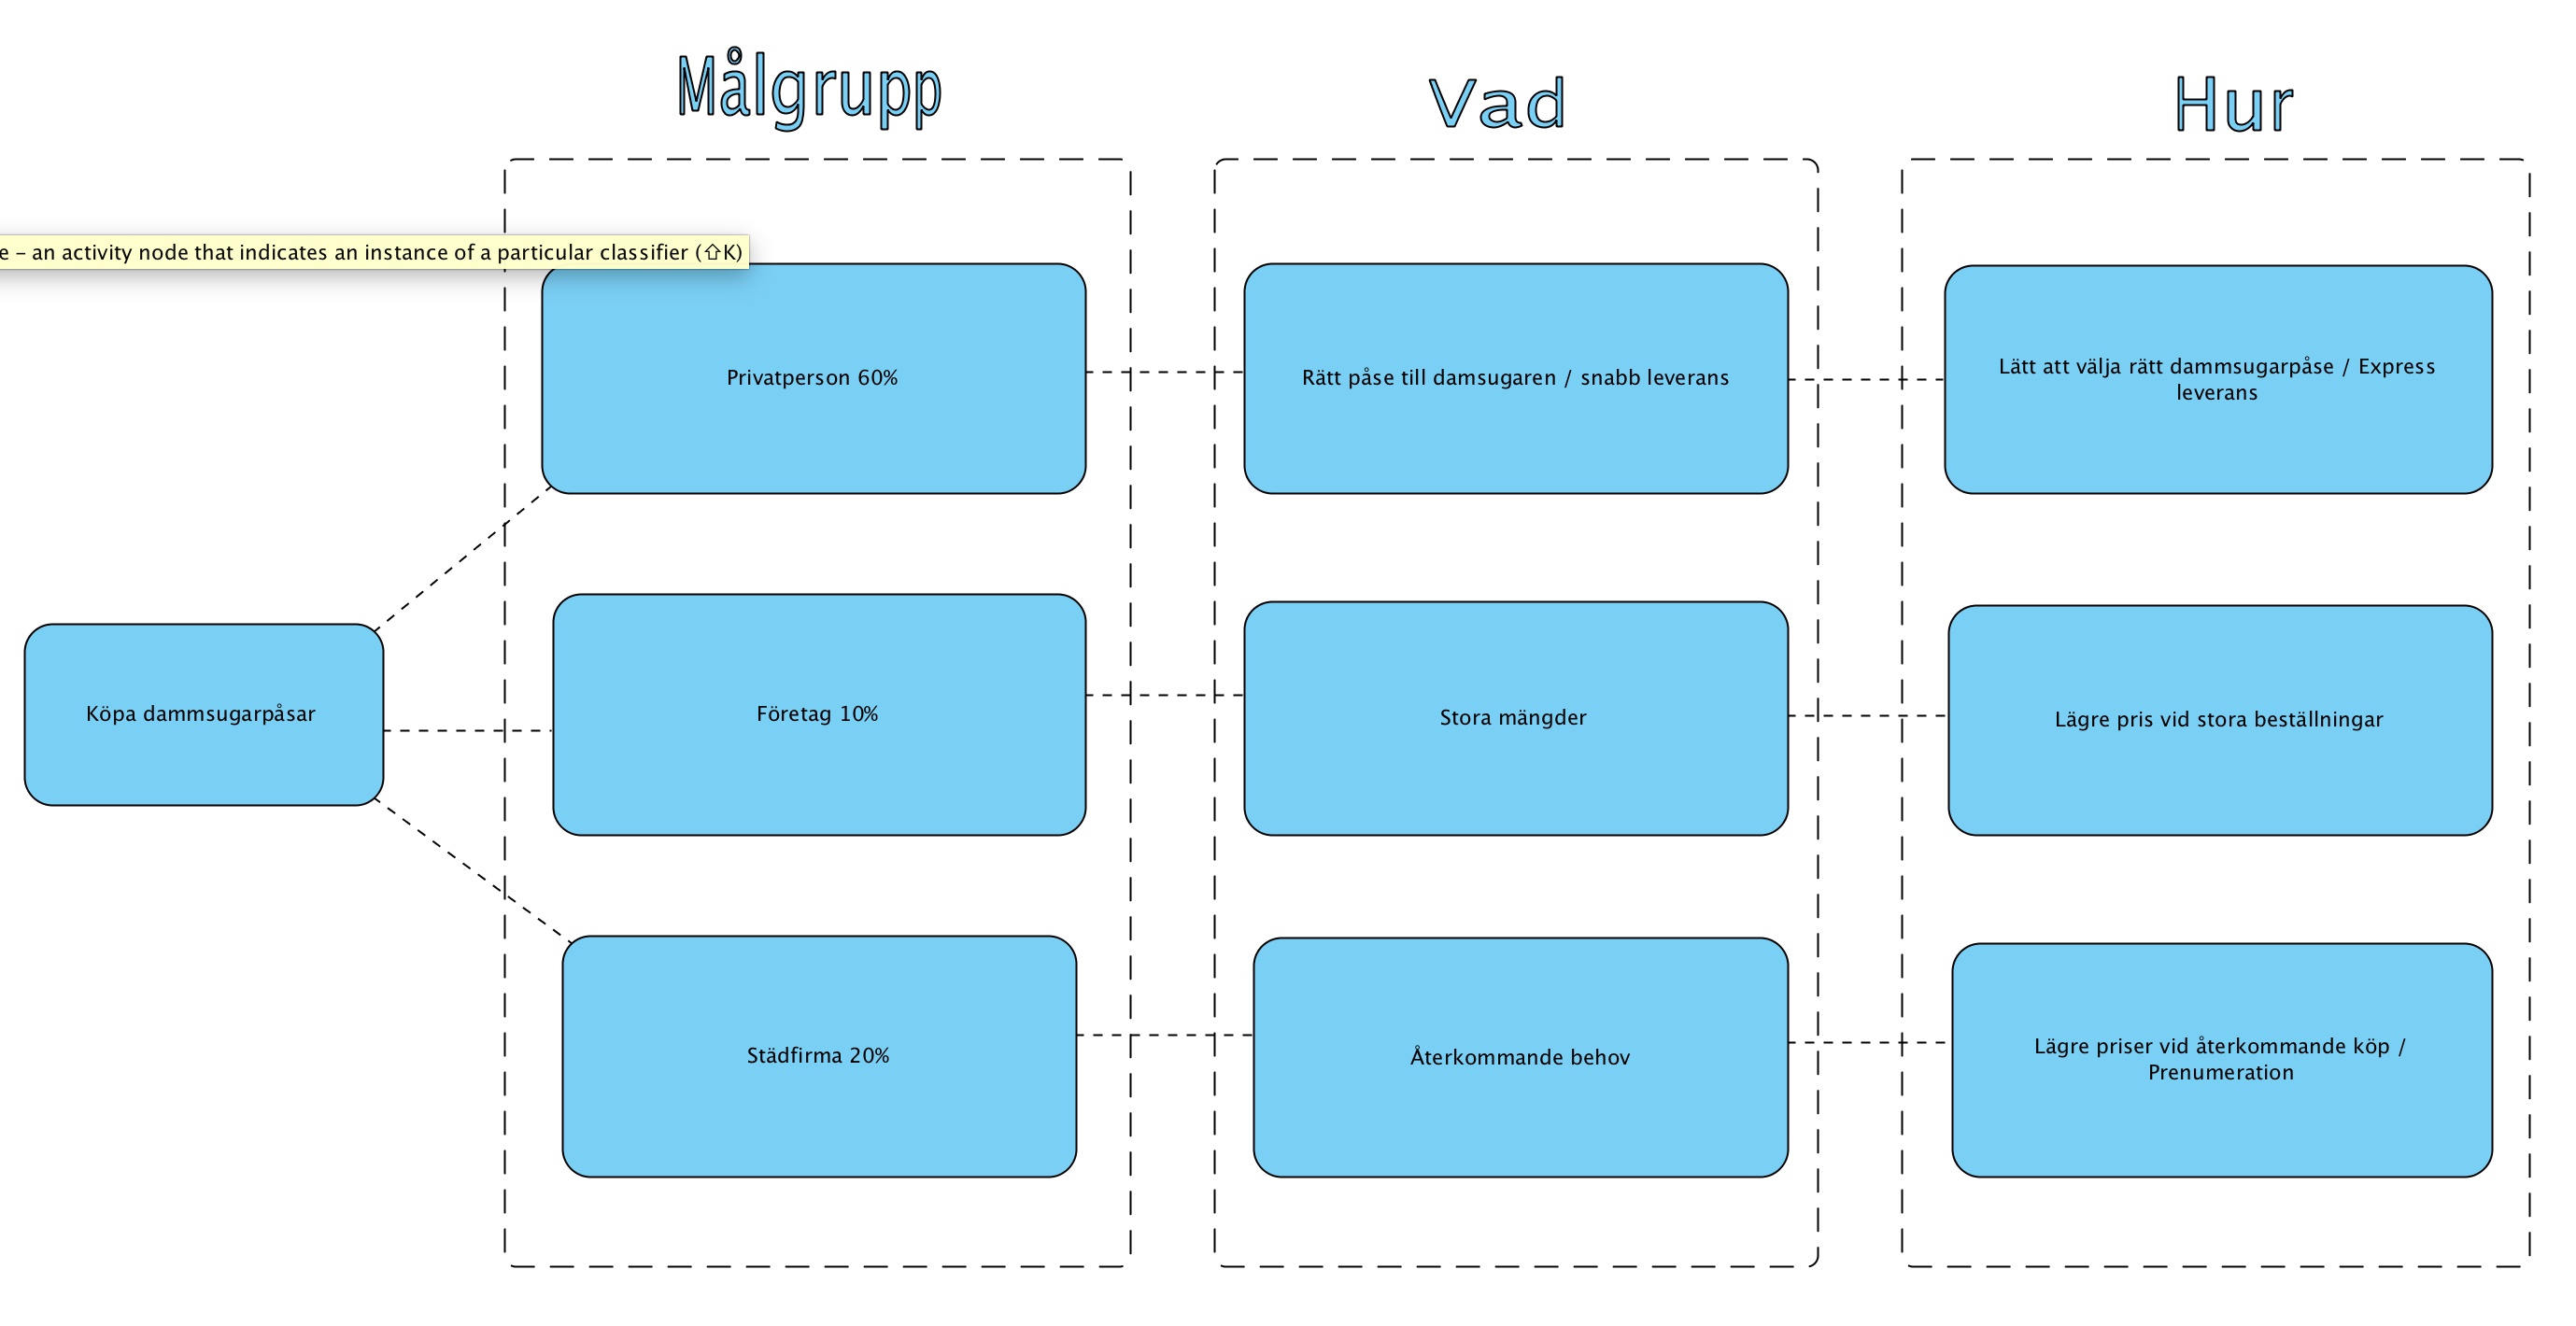 Målgrupp
Vad
Hur
e – an activity node that indicates an instance of a particular classifier (⇧K)
Privatperson 60%
Rätt påse till damsugaren / snabb leverans
Lätt att välja rätt dammsugarpåse / Express
leverans
Köpa dammsugarpåsar
Företag 10%
Stora mängder
Lägre pris vid stora beställningar
Städfirma 20%
Återkommande behov
Lägre priser vid återkommande köp /
Prenumeration